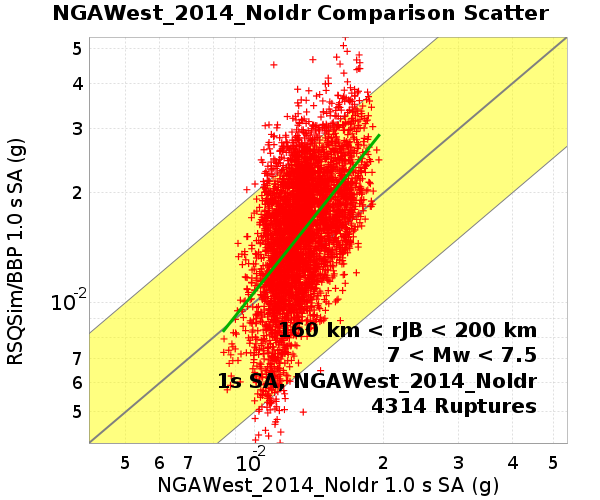 NGAWest_2014_NoIdr Comparison Scatter
RSQSim/BBP 1.0 s SA (g)
5
4
3
2
10-2
7
6
5
160 km < rJB < 200 km
7 < Mw < 7.5
1s SA, NGAWest_2014_NoIdr
4314 Ruptures
5 6 7 10-2 2 3 4 5
NGAWest_2014_NoIdr 1.0 s SA (g)